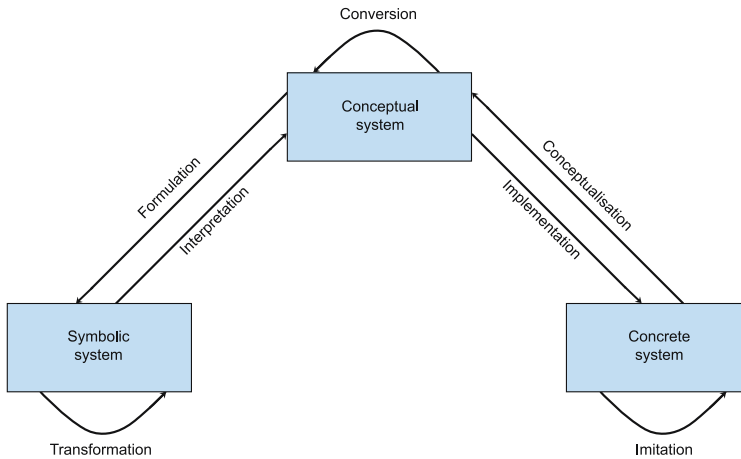 Conversion
Conceptual
system
Formulation
Interpretation
Implementation
Conceptualisation
Symbolic
system
Concrete
system
Transformation
Imitation